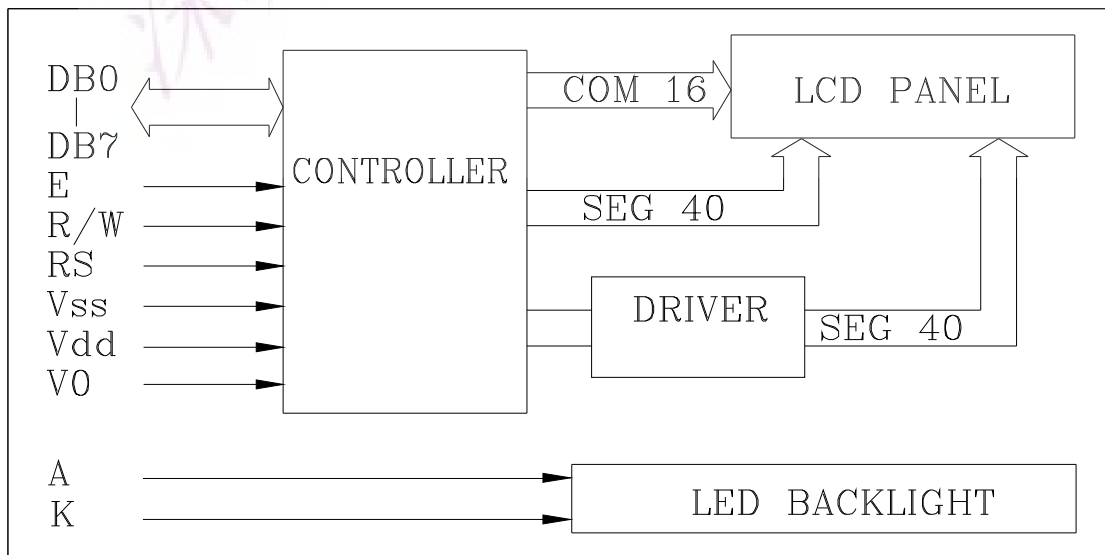 DB0
|
DB7
E
R/W
RS
Vss
Vdd
V0
A
K
CONTROLLER
COM 16
SEG 40
LCD PANEL
DRIVER
SEG 40
LED BACKLIGHT